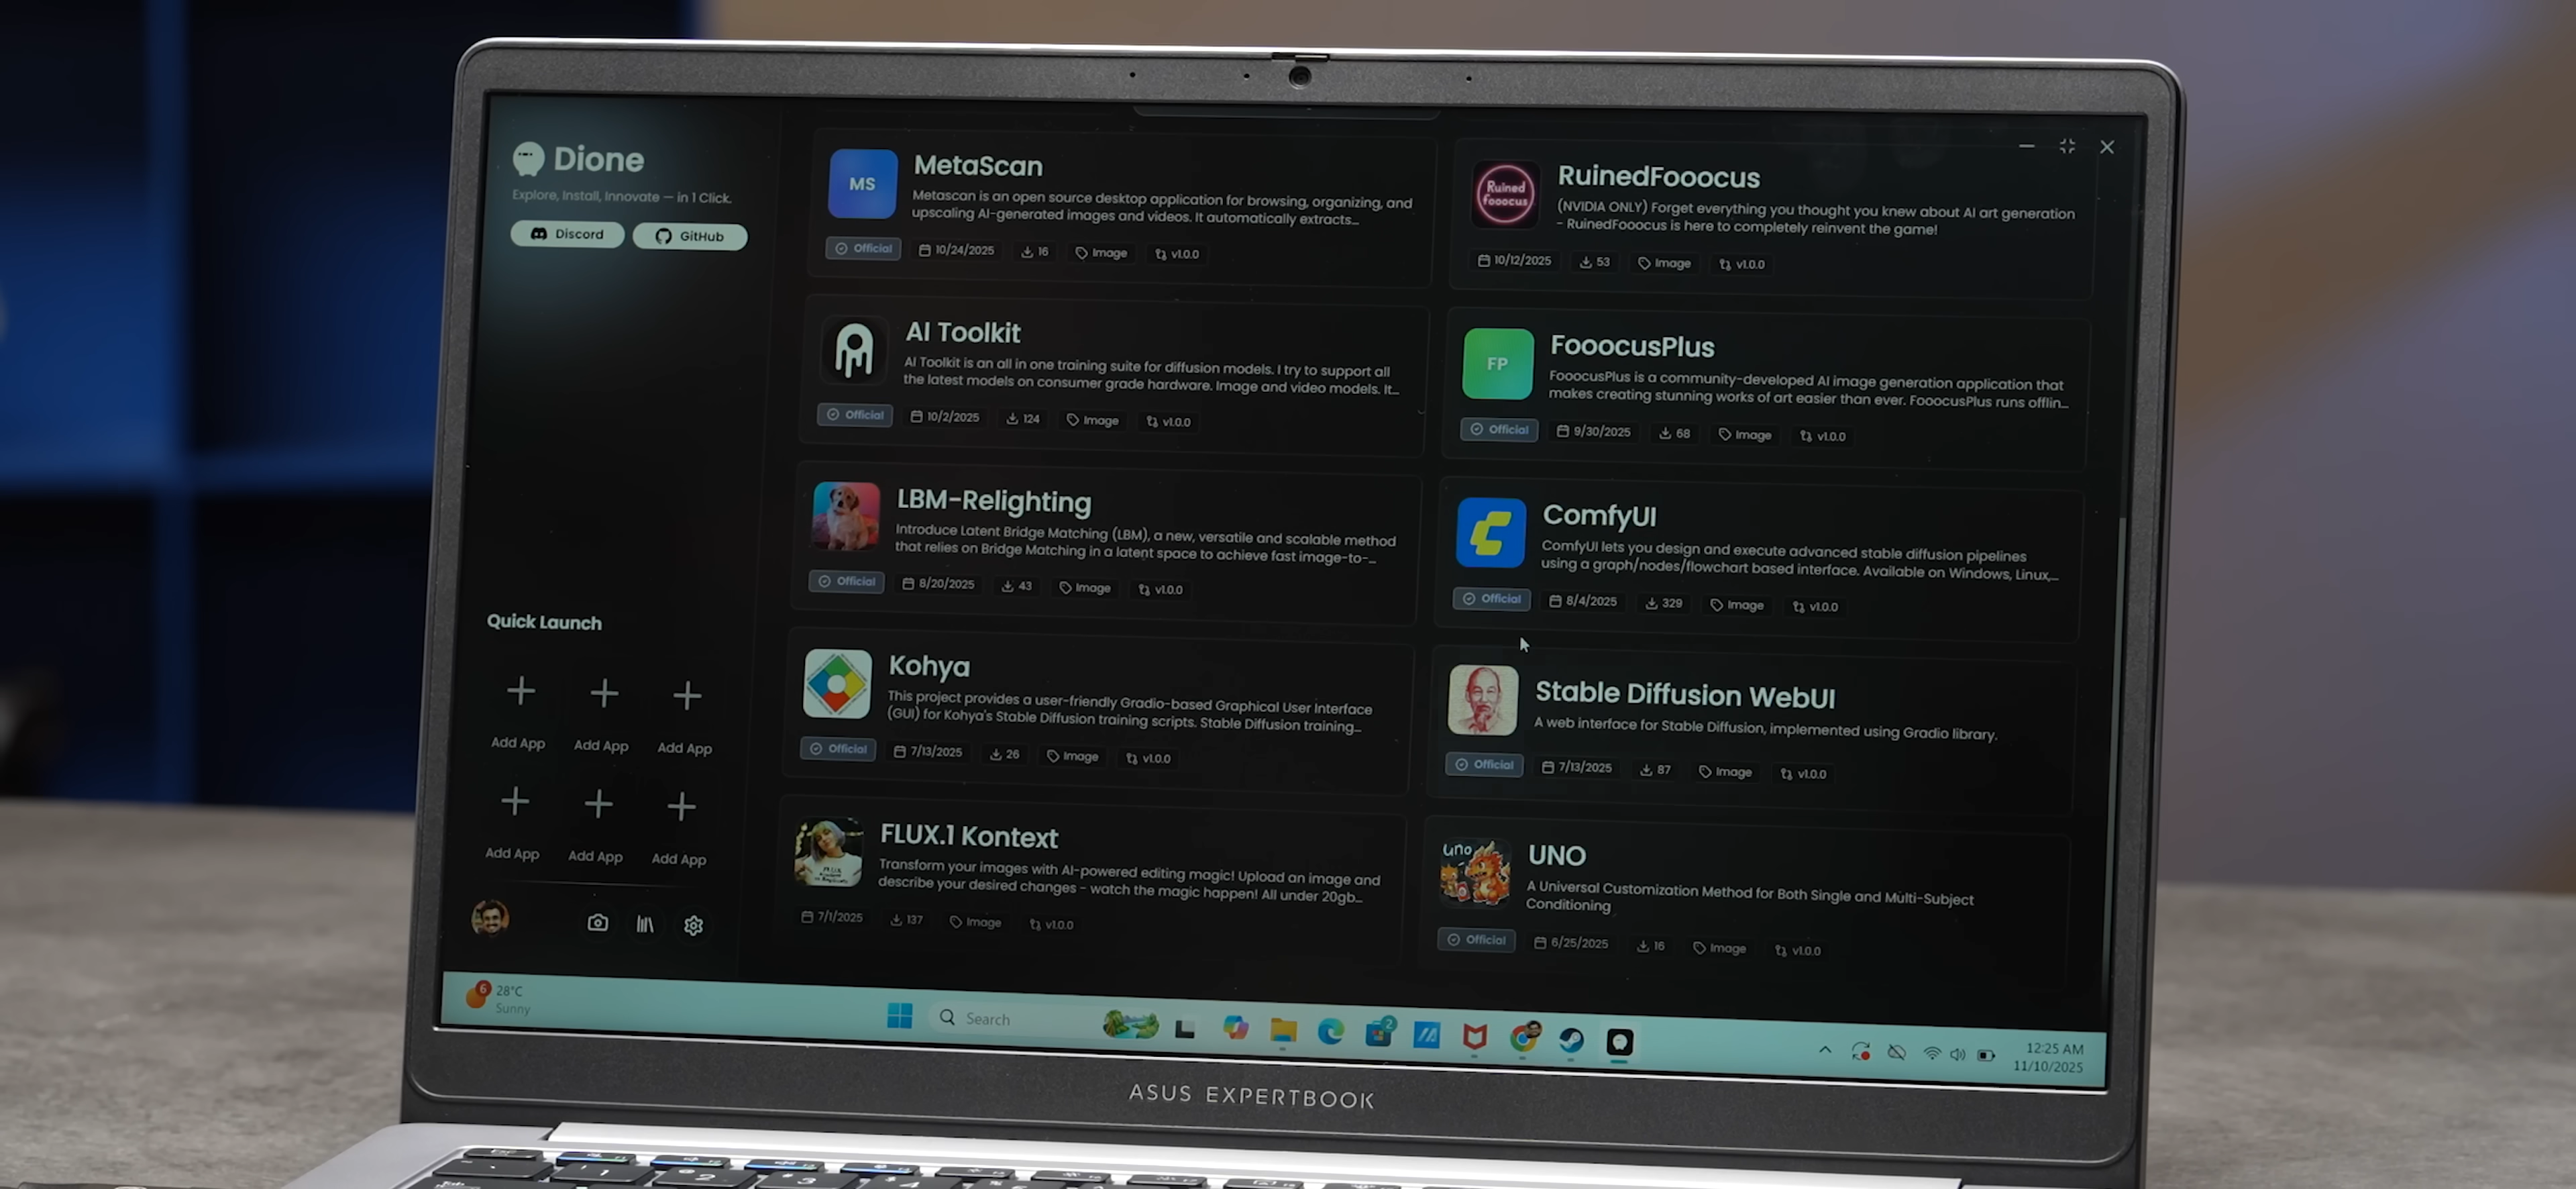 Dione
Explore, Install, Innovate — in 1 Click.
Discord
GitHub
Quick Launch
Add App
Add App
Add App
Add App
Add App
Add App
MS
MetaScan
Metascan is an open source desktop application for browsing, organizing, and
upscaling AI-generated images and videos. It automatically extracts...
Official 10/24/2025 16 Image v1.0.0
Ruined
fooocus
RuinedFooocus
(NVIDIA ONLY) Forget everything you thought you knew about AI art generation
- RuinedFooocus is here to completely reinvent the game!
10/12/2025 53 Image v1.0.0
AI Toolkit
AI Toolkit is an all in one training suite for diffusion models. I try to support all
the latest models on consumer grade hardware. Image and video models. It...
Official 10/2/2025 124 Image v1.0.0
FP
FooocusPlus
FooocusPlus is a community-developed AI image generation application that
makes creating stunning works of art easier than ever. FooocusPlus runs offlin...
Official 9/30/2025 68 Image v1.0.0
LBM-Relighting
Introduce Latent Bridge Matching (LBM), a new, versatile and scalable method
that relies on Bridge Matching in a latent space to achieve fast image-to-...
Official 8/20/2025 43 Image v1.0.0
ComfyUI
ComfyUI lets you design and execute advanced stable diffusion pipelines
using a graph/nodes/flowchart based interface. Available on Windows, Linux,...
Official 8/4/2025 329 Image v1.0.0
Kohya
This project provides a user-friendly Gradio-based Graphical User Interface
(GUI) for Kohya's Stable Diffusion training scripts. Stable Diffusion training...
Official 7/13/2025 26 Image v1.0.0
Stable Diffusion WebUI
A web interface for Stable Diffusion, implemented using Gradio library.
Official 7/13/2025 87 Image v1.0.0
FLUX.1 Kontext
Transform your images with AI-powered editing magic! Upload an image and
describe your desired changes - watch the magic happen! All under 20gb...
7/1/2025 137 Image v1.0.0
uno
UNO
A Universal Customization Method for Both Single and Multi-Subject
Conditioning
Official 6/25/2025 16 Image v1.0.0
6
28°C
Sunny
Search
2
12:25 AM
11/10/2025
ASUS EXPERTBOOK